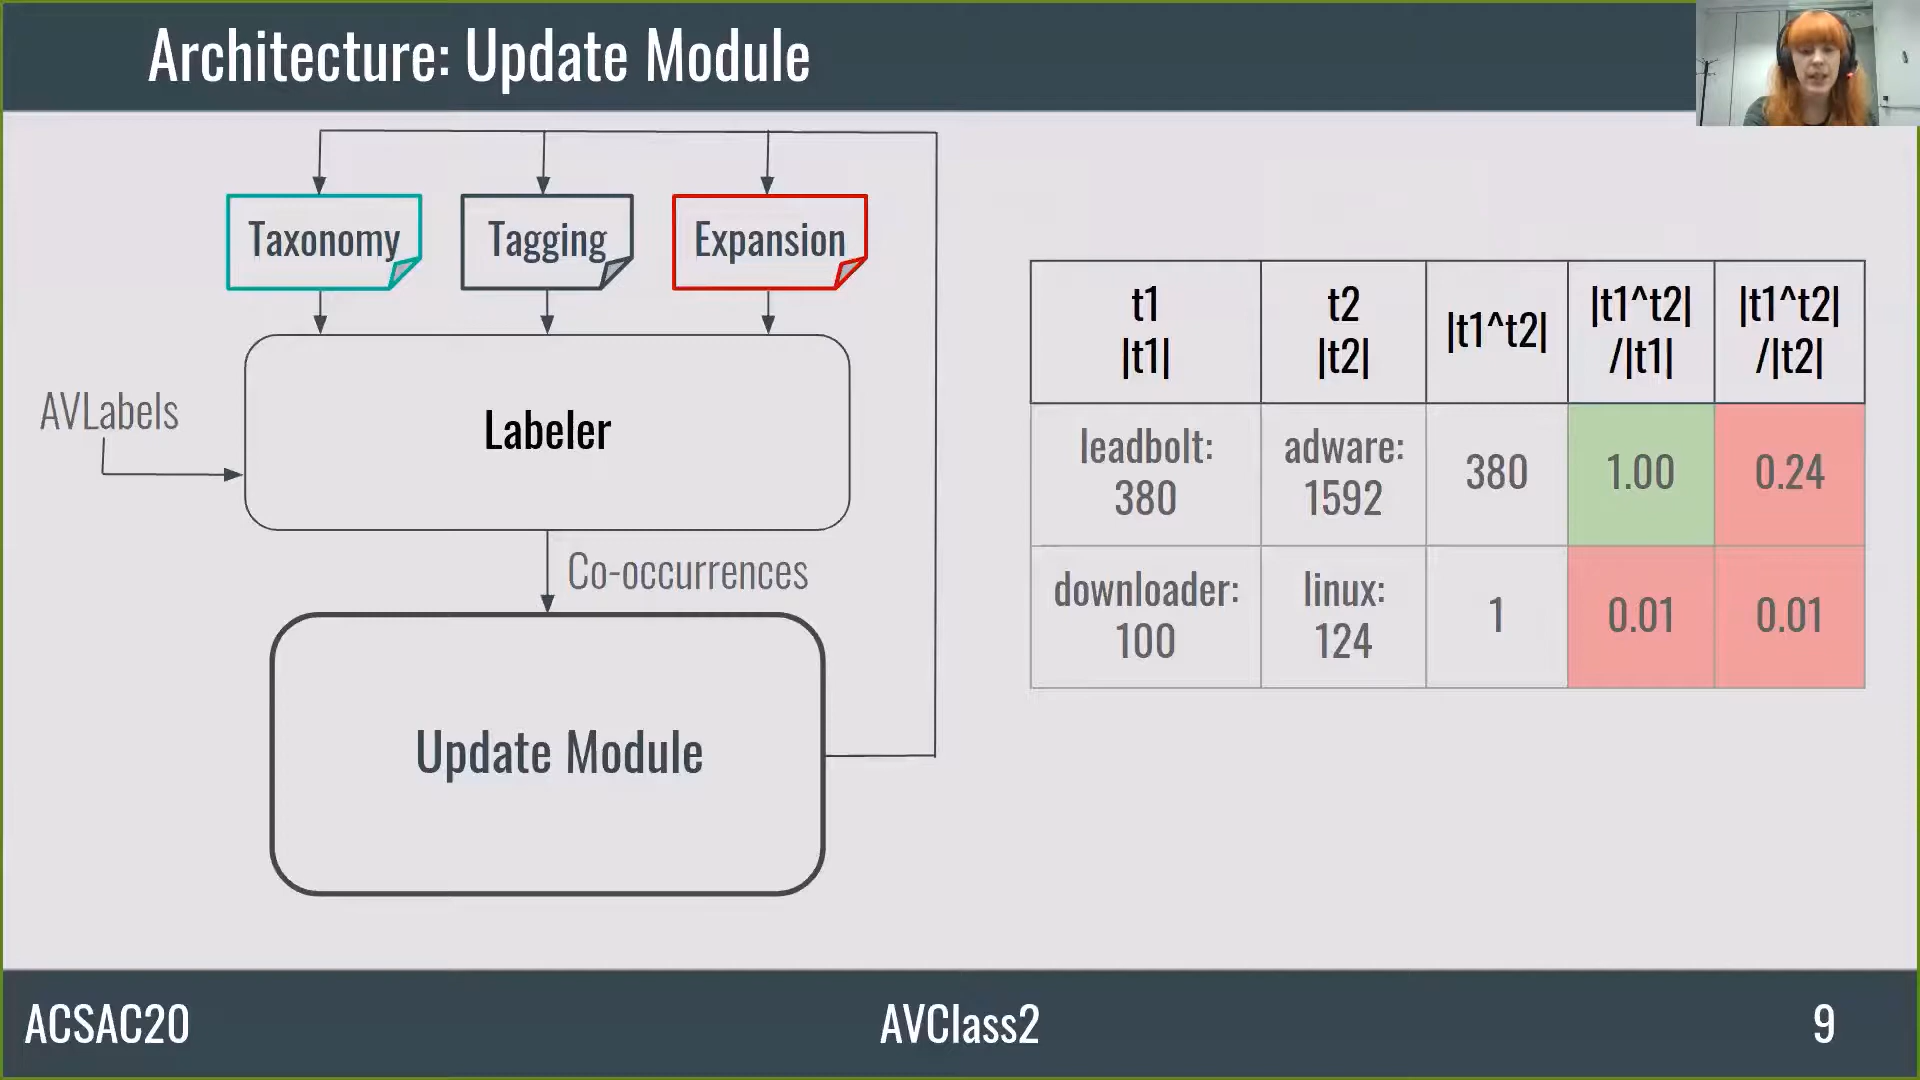 Architecture: Update Module
Taxonomy
Tagging
Expansion
AVLabels
Labeler
Co-occurrences
Update Module
t1
|t1|
t2
|t2|
|t1^t2|
|t1^t2|
/|t1|
|t1^t2|
/|t2|
leadbolt:
380
adware:
1592
380
1.00
0.24
downloader:
100
linux:
124
1
0.01
0.01
ACSAC20
AVClass2
9